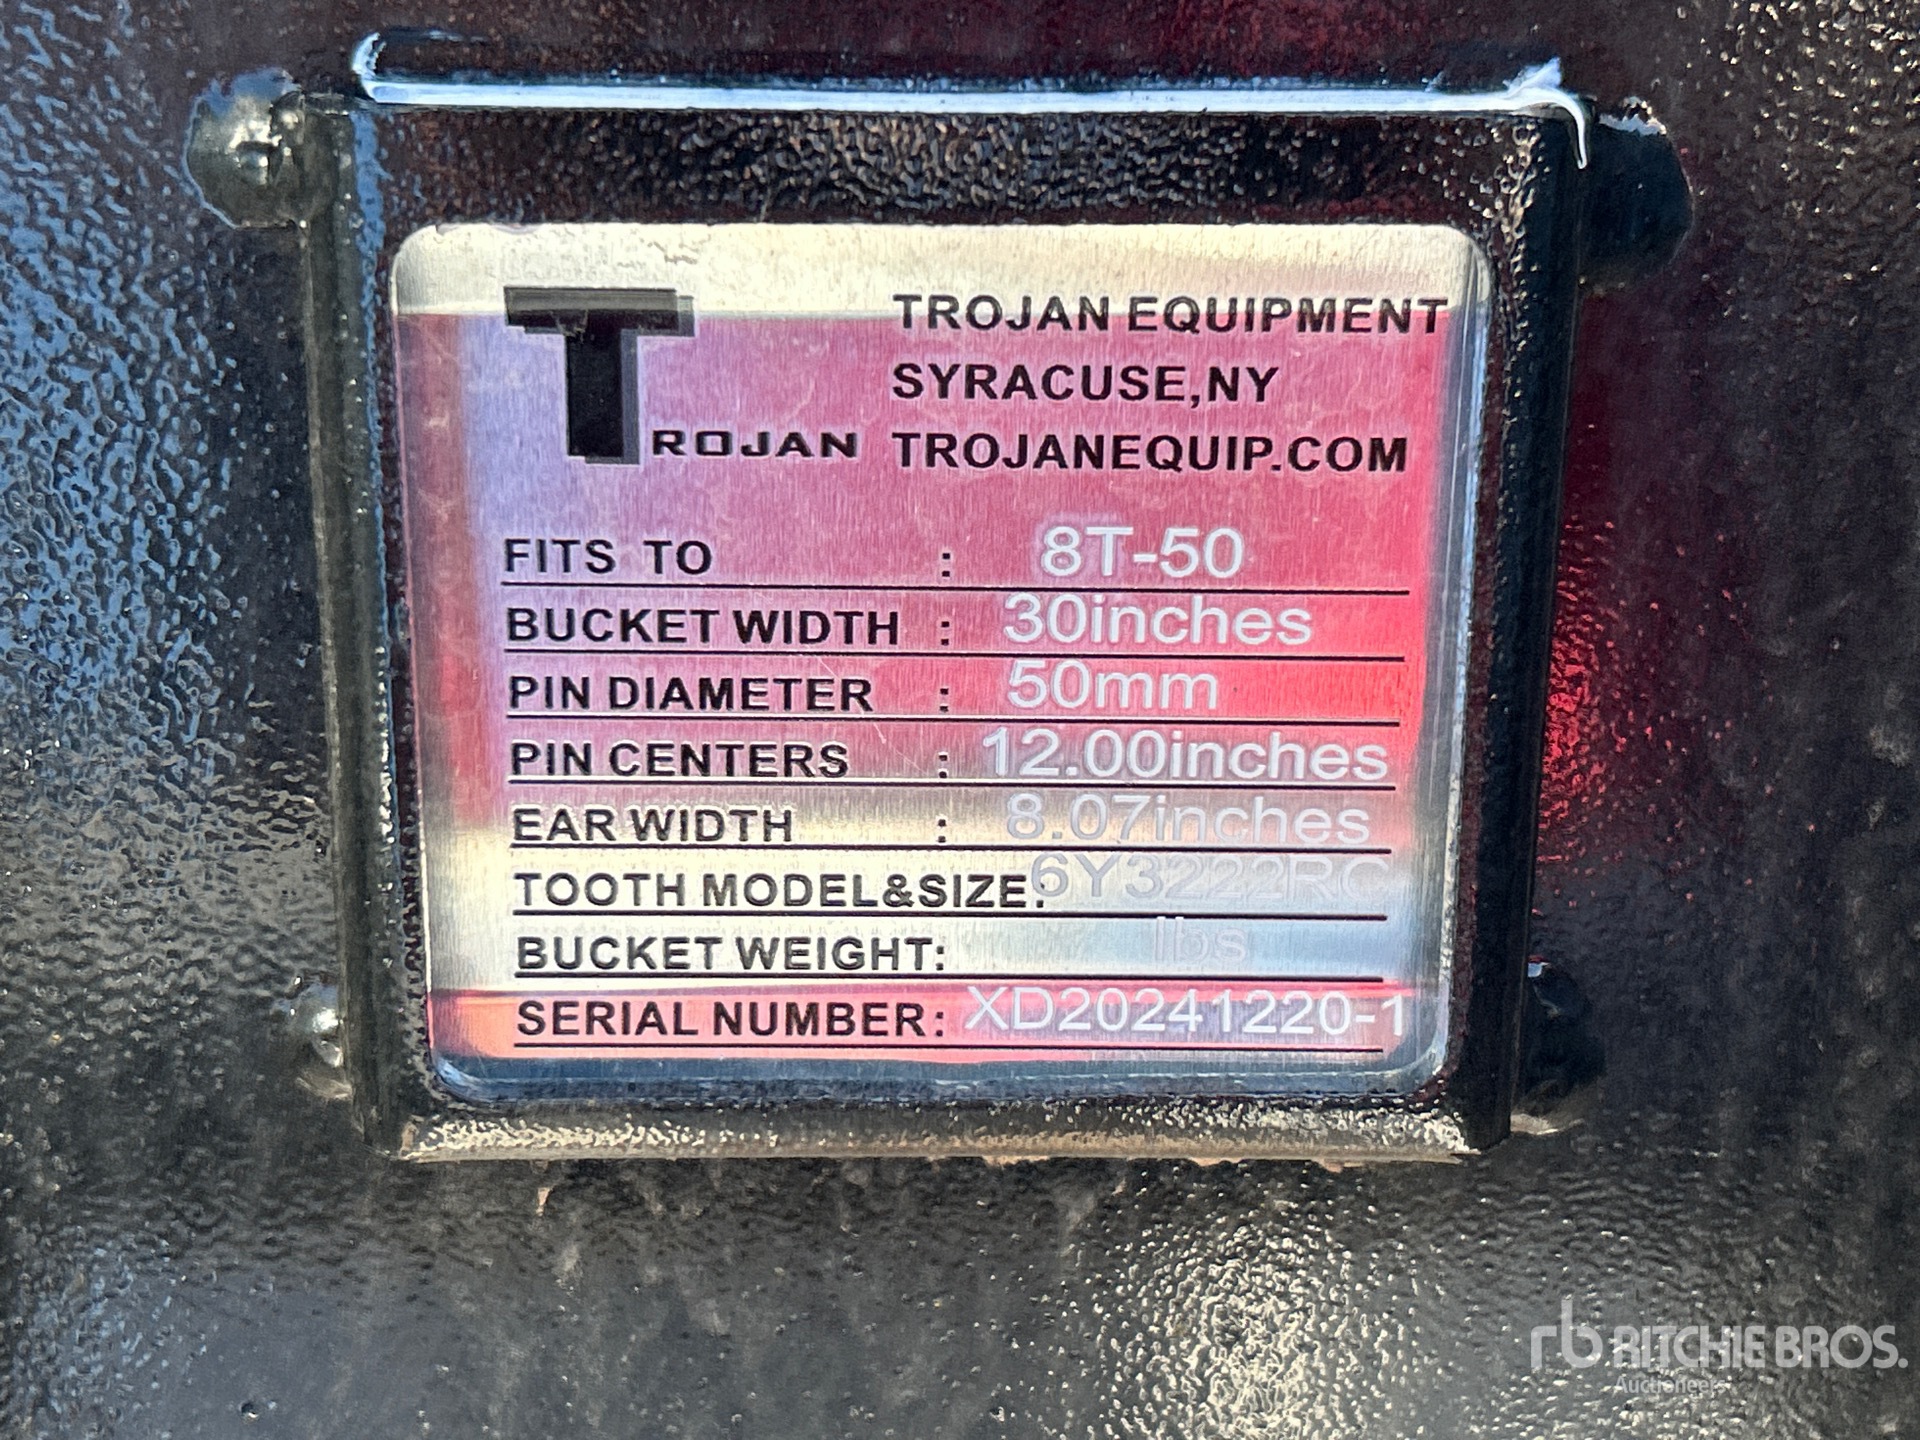 TROJAN EQUIPMENT
SYRACUSE,NY
TROJAN TROJANEQUIP.COM
FITS TO : 8T-50
BUCKET WIDTH : 30inches
PIN DIAMETER : 50mm
PIN CENTERS : 12.00inches
EAR WIDTH : 8.07inches
TOOTH MODEL&SIZE: 6Y3222RC
BUCKET WEIGHT: lbs
SERIAL NUMBER: XD20241220-1
rb RITCHIE BROS.
Auctioneers